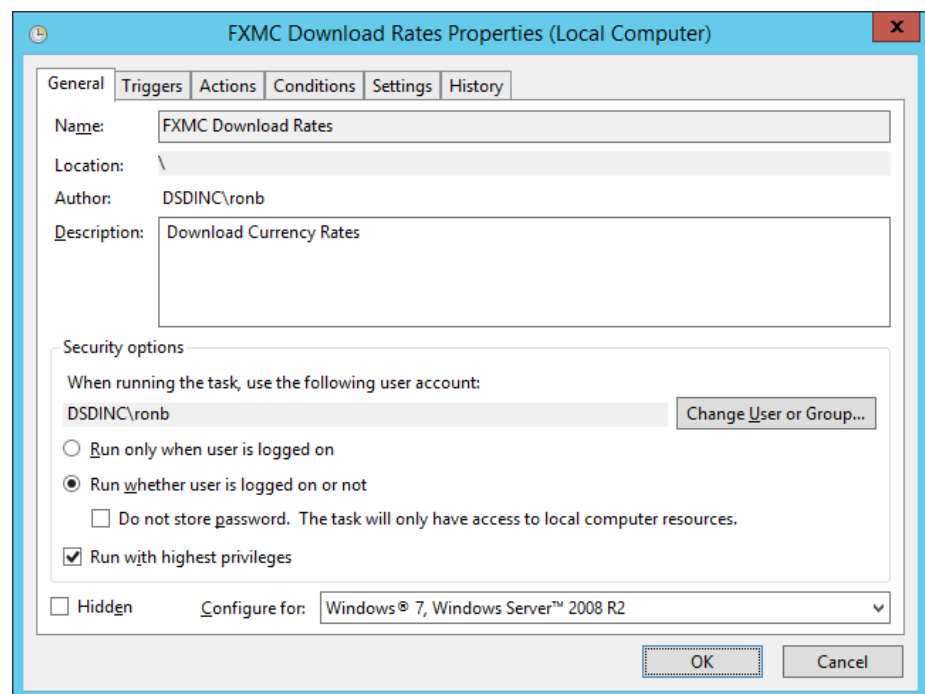 FXMC Download Rates Properties (Local Computer)
x
General Triggers Actions Conditions Settings History
Name: FXMC Download Rates
Location: \
Author: DSDINC\ronb
Description: Download Currency Rates
Security options
When running the task, use the following user account:
DSDINC\ronb Change User or Group...
Run only when user is logged on
Run whether user is logged on or not
Do not store password. The task will only have access to local computer resources.
Run with highest privileges
Hidden Configure for: Windows® 7, Windows Server™ 2008 R2
OK Cancel